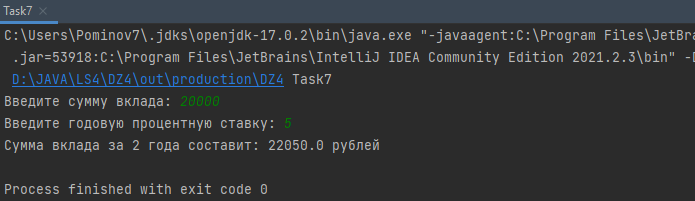 Task7
C:\Users\Pominov7\.jdks\openjdk-17.0.2\bin\java.exe "-javaagent:C:\Program Files\JetBra
.jar=53918:C:\Program Files\JetBrains\IntelliJ IDEA Community Edition 2021.2.3\bin" -D
D:\JAVA\LS4\DZ4\out\production\DZ4 Task7
Введите сумму вклада: 20000
Введите годовую процентную ставку: 5
Сумма вклада за 2 года составит: 22050.0 рублей
Process finished with exit code 0